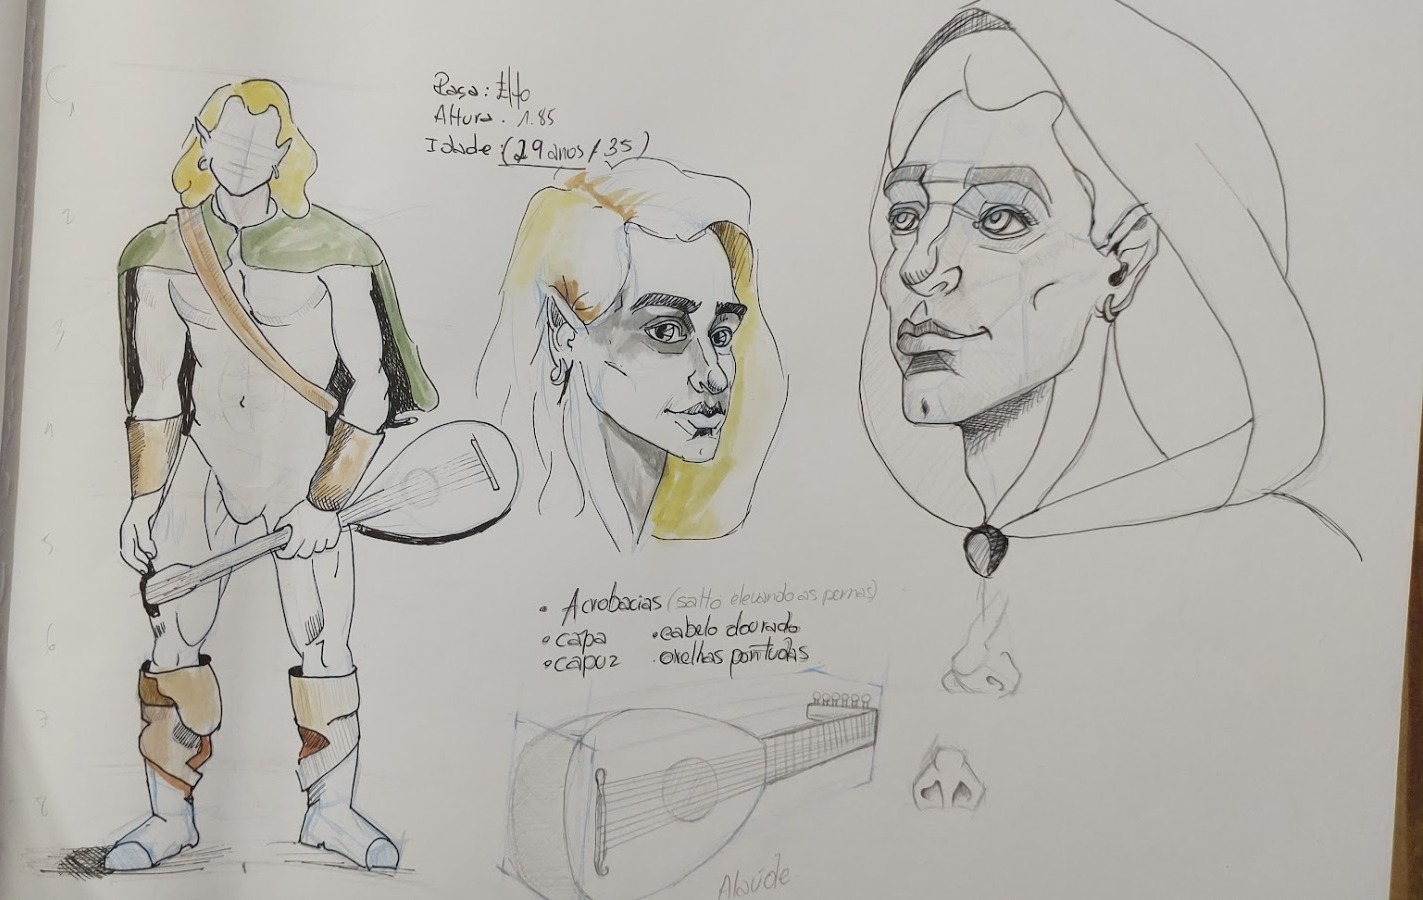 Raça: Elfo
Altura. 1.85
Idade: (29 anos / 35)
• Acrobacias (salto elevando as pernas)
• capa • cabelo dourado
• capuz . orelhas pontudas
Alaúde
2
3
4
5
6
7
8